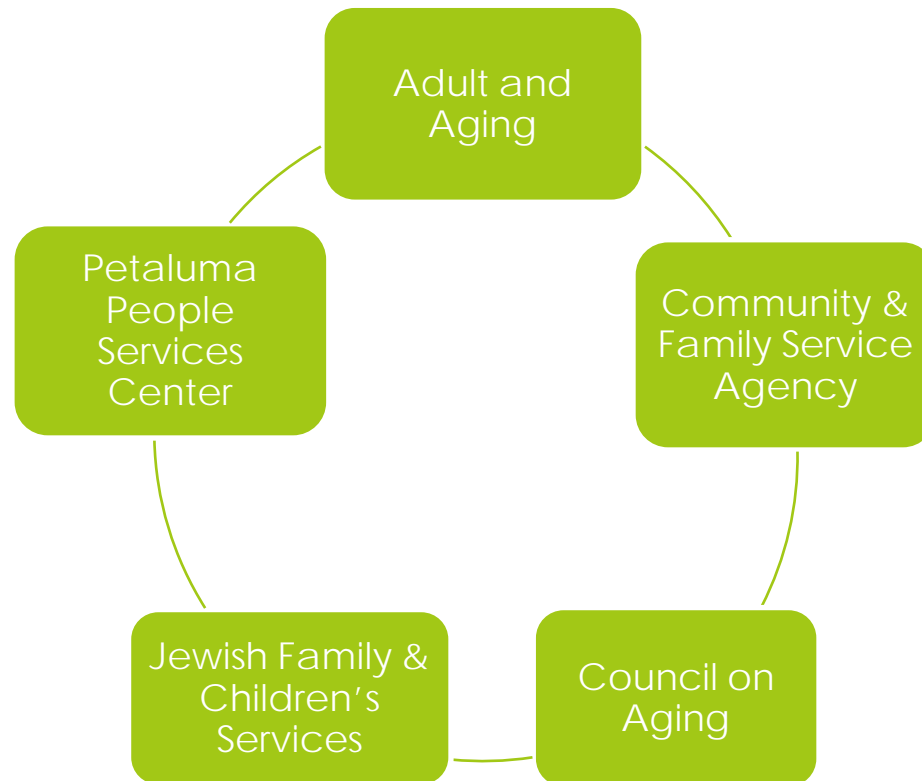 Adult and
Aging
Community &
Family Service
Agency
Council on
Aging
Jewish Family &
Children's
Services
Petaluma
People
Services
Center